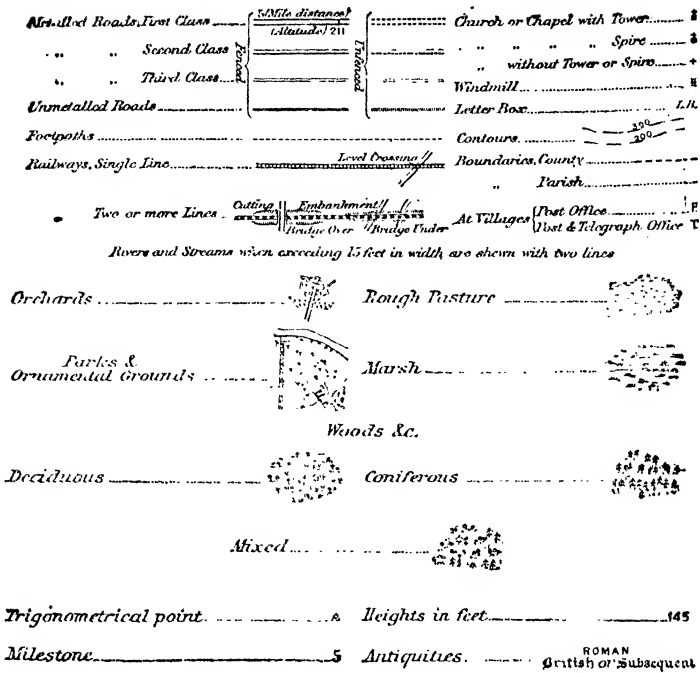 Metalled Roads, First Class
Mile distance
Altitude 211
Fenced
Unfenced
Church or Chapel with Tower
" " Second Class
" " " " Spire
" " Third Class
" without Tower or Spire
Windmill
Unmetalled Roads
Letter Box L.B.
Footpaths
Contours 300 200
Railways, Single Line
Level Crossing
Boundaries, County
" Parish
" Two or more Lines
Cutting Embankment
Bridge Over Bridge Under
At Villages Post Office P
Post & Telegraph Office T
Rivers and Streams when exceeding 15 feet in width are shown with two lines
Orchards Rough Pasture
Parks &
Ornamental Grounds Marsh
Woods &c.
Deciduous Coniferous
Mixed
Trigonometrical point Heights in feet 145
Milestone 5 Antiquities. ROMAN
British or Subsequent